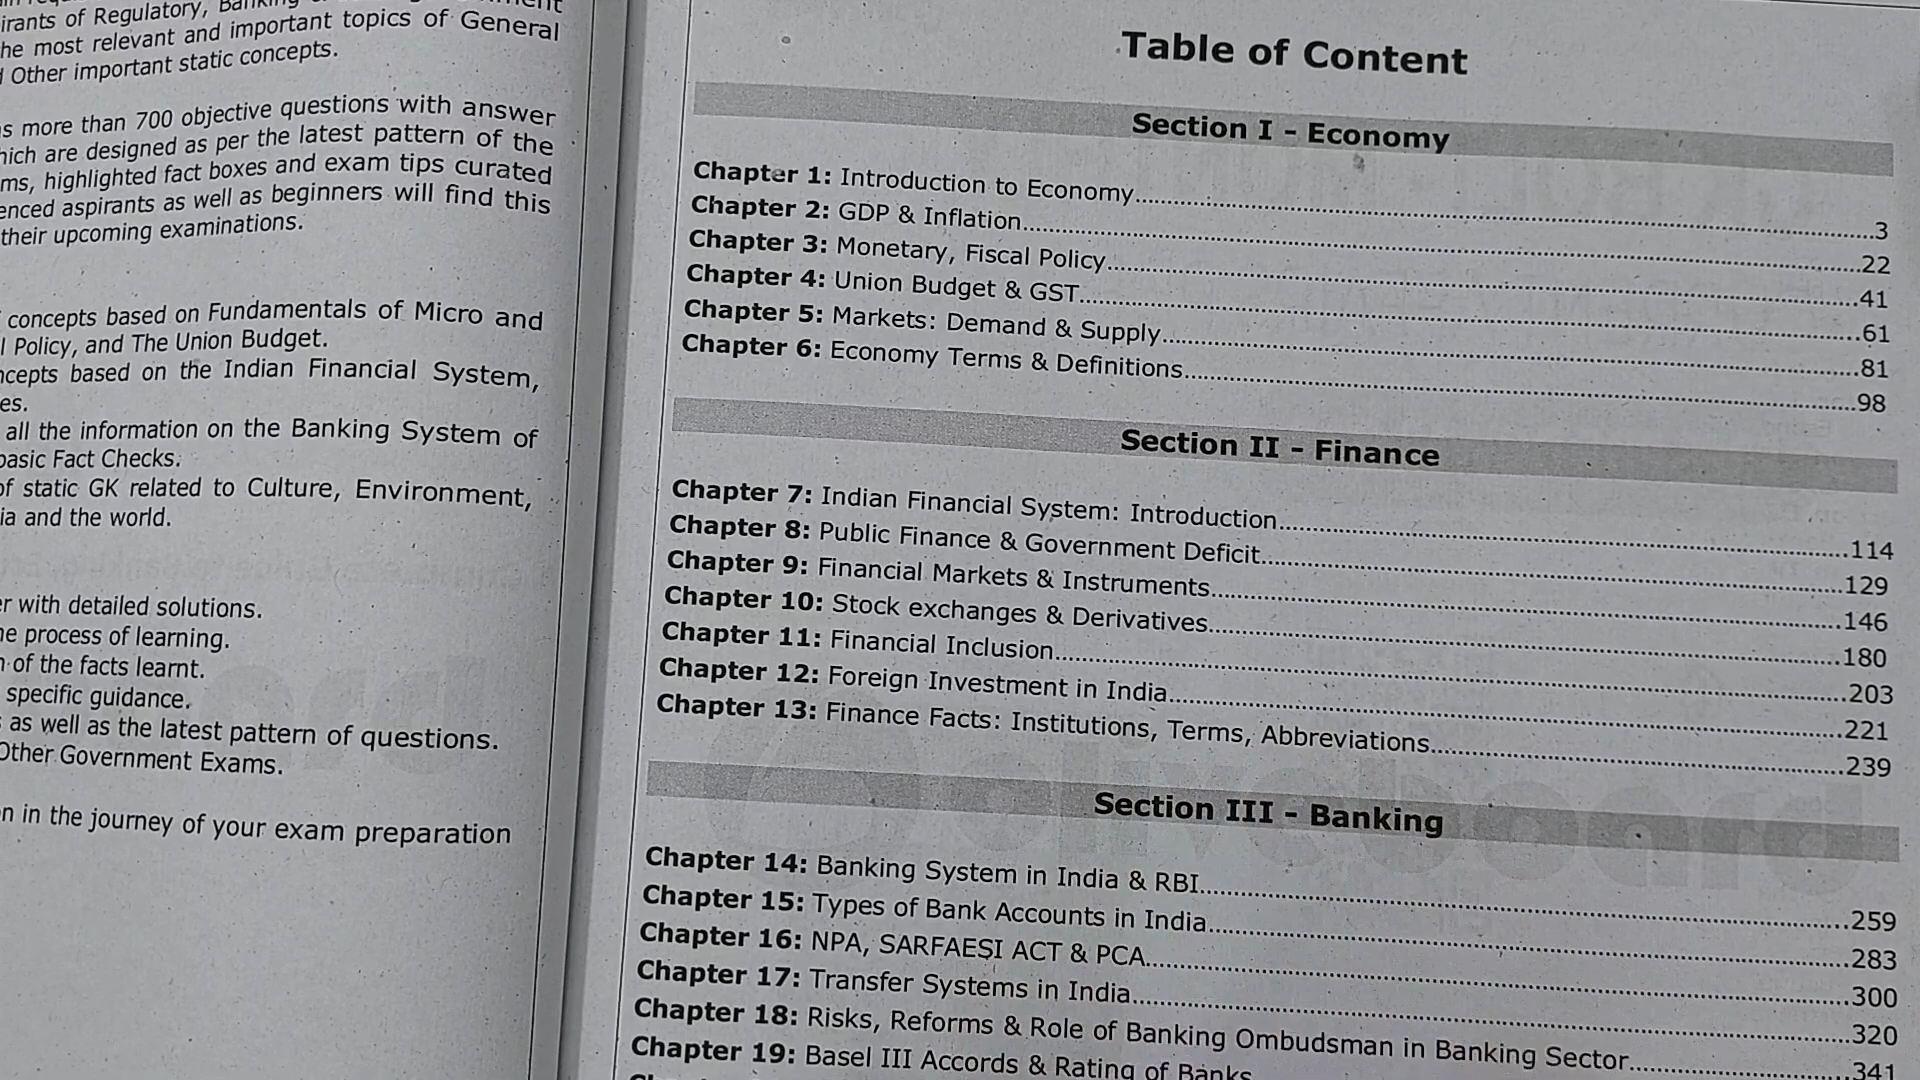 irants of Regulatory,
he most relevant and important topics of General
Other important static concepts.
s more than 700 objective questions with answer
hich are designed as per the latest pattern of the
ms, highlighted fact boxes and exam tips curated
enced aspirants as well as beginners will find this
their upcoming examinations.
concepts based on Fundamentals of Micro and
l Policy, and The Union Budget.
ncepts based on the Indian Financial System,
es.
all the information on the Banking System of
basic Fact Checks.
of static GK related to Culture, Environment,
ia and the world.
er with detailed solutions.
he process of learning.
of the facts learnt.
specific guidance.
as well as the latest pattern of questions.
Other Government Exams.
n in the journey of your exam preparation
Table of Content
Section I - Economy
Chapter 1: Introduction to Economy 3
Chapter 2: GDP & Inflation 22
Chapter 3: Monetary, Fiscal Policy 41
Chapter 4: Union Budget & GST 61
Chapter 5: Markets: Demand & Supply 81
Chapter 6: Economy Terms & Definitions 98
Section II - Finance
Chapter 7: Indian Financial System: Introduction 114
Chapter 8: Public Finance & Government Deficit 129
Chapter 9: Financial Markets & Instruments 146
Chapter 10: Stock exchanges & Derivatives 180
Chapter 11: Financial Inclusion 203
Chapter 12: Foreign Investment in India 221
Chapter 13: Finance Facts: Institutions, Terms, Abbreviations 239
Section III - Banking
Chapter 14: Banking System in India & RBI 259
Chapter 15: Types of Bank Accounts in India 283
Chapter 16: NPA, SARFAESI ACT & PCA 300
Chapter 17: Transfer Systems in India 320
Chapter 18: Risks, Reforms & Role of Banking Ombudsman in Banking Sector 341
Chapter 19: Basel III Accords & Rating of Banks
oliveboard